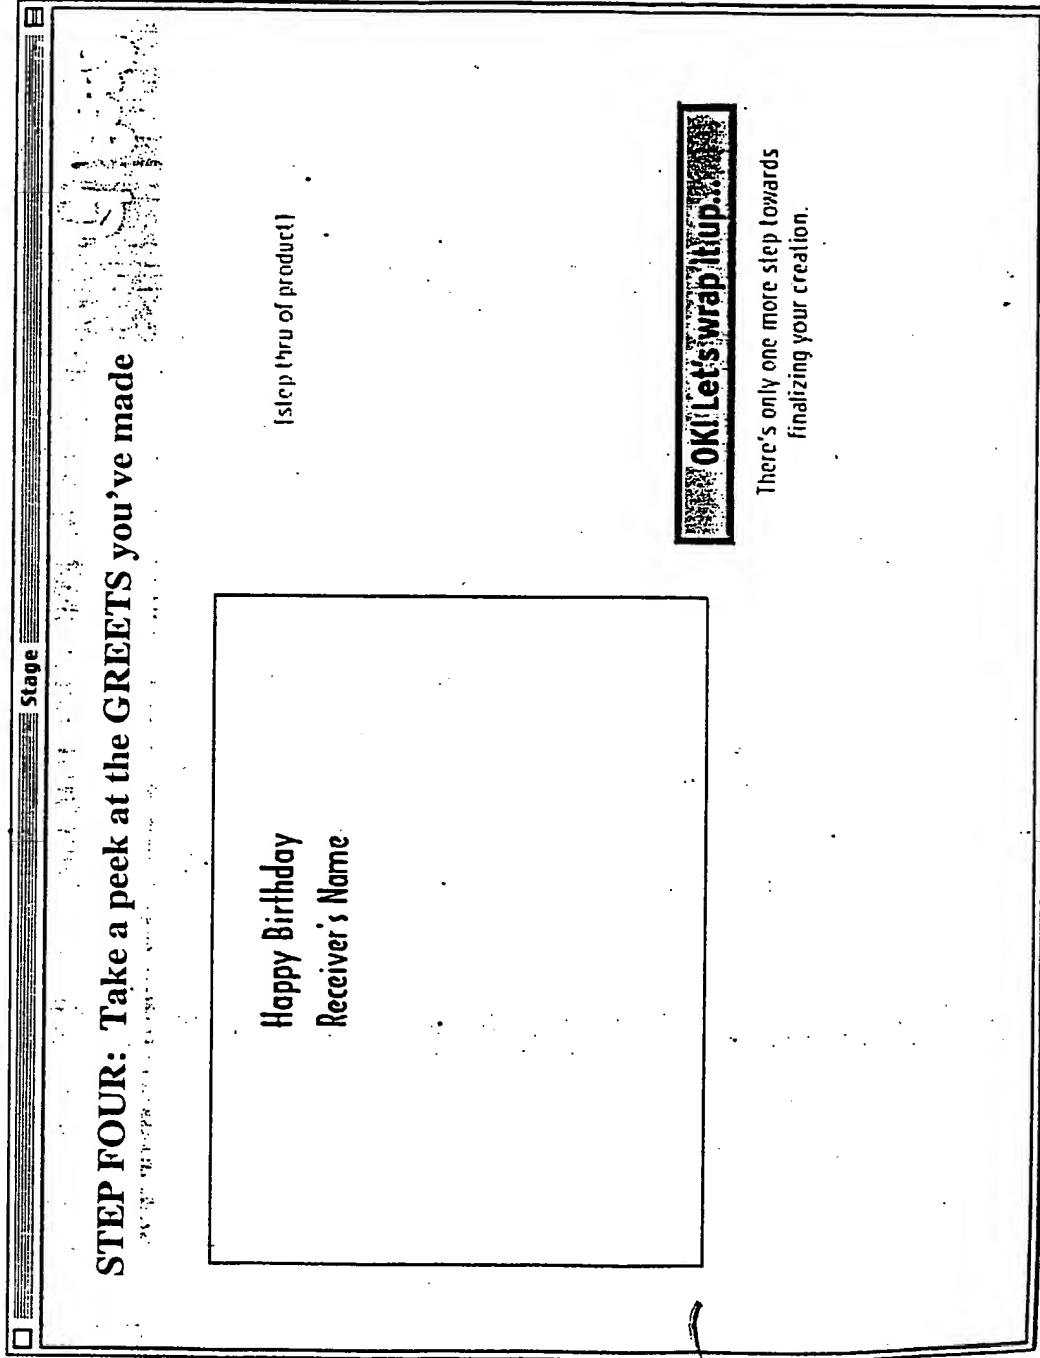 Stage
STEP FOUR: Take a peek at the GREETS you've made
Happy Birthday
Receiver's Name
[step thru of product]
OK! Let's wrap it up...
There's only one more step towards
finalizing your creation.